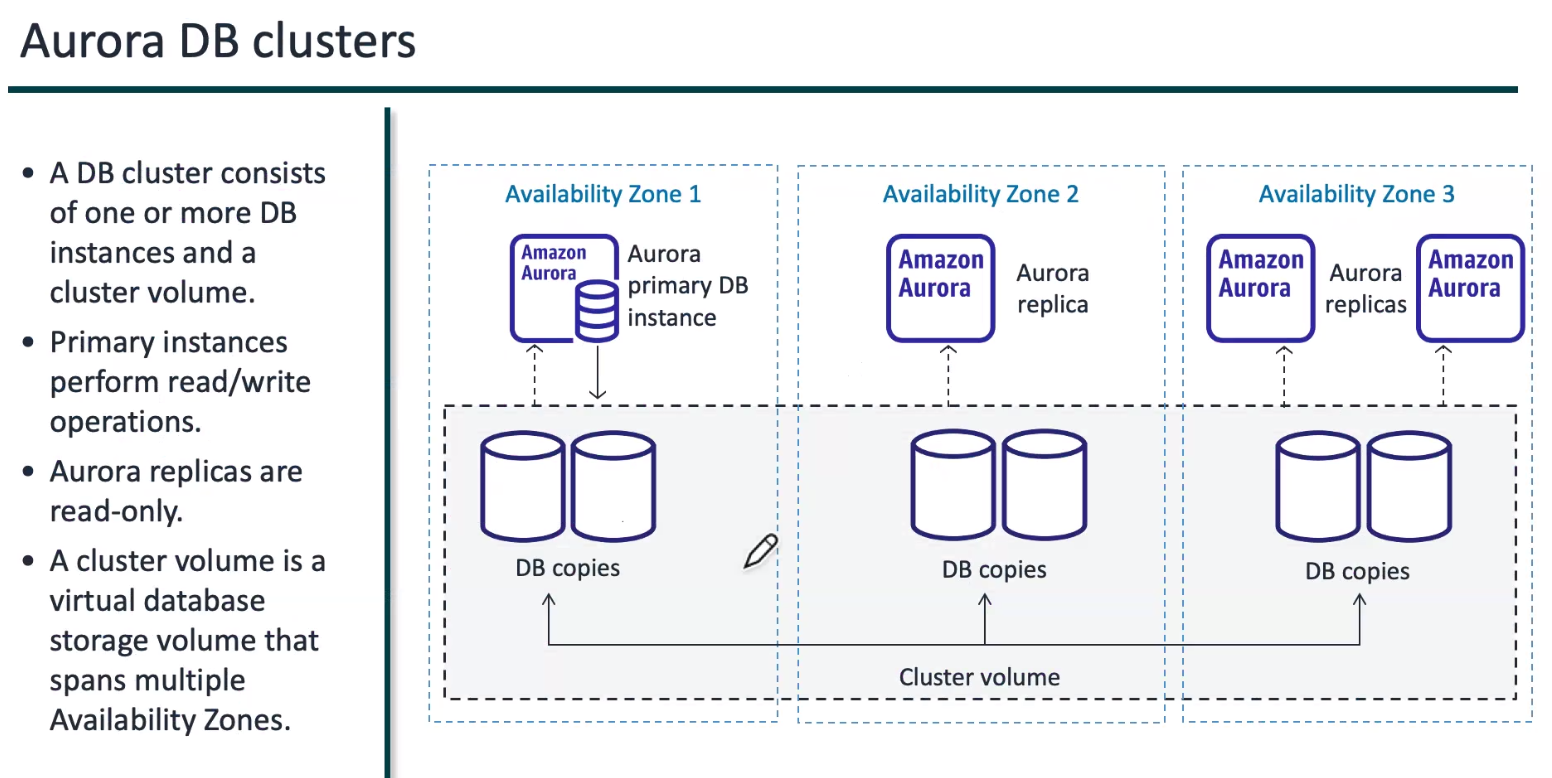 Aurora DB clusters
• A DB cluster consists
of one or more DB
instances and a
cluster volume.
• Primary instances
perform read/write
operations.
• Aurora replicas are
read-only.
• A cluster volume is a
virtual database
storage volume that
spans multiple
Availability Zones.
Availability Zone 1
Amazon
Aurora
Aurora
primary DB
instance
DB copies
Availability Zone 2
Amazon
Aurora
Aurora
replica
DB copies
Availability Zone 3
Amazon
Aurora
Aurora
replicas
Amazon
Aurora
DB copies
Cluster volume